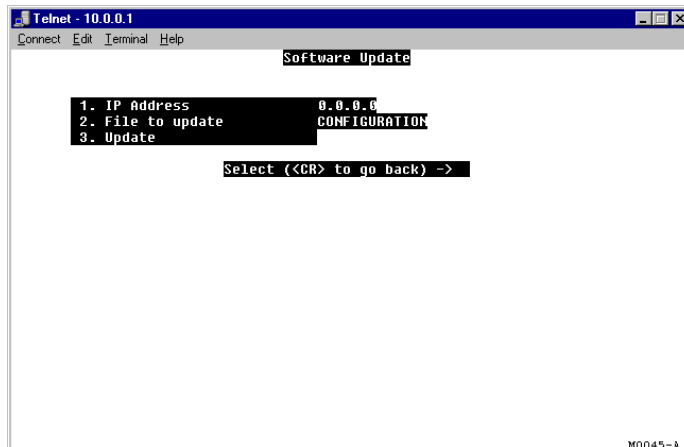 Telnet - 10.0.0.1
Connect Edit Terminal Help
Software Update
1. IP Address 0.0.0.0
2. File to update CONFIGURATION
3. Update
Select (<CR> to go back) ->
M0045-A